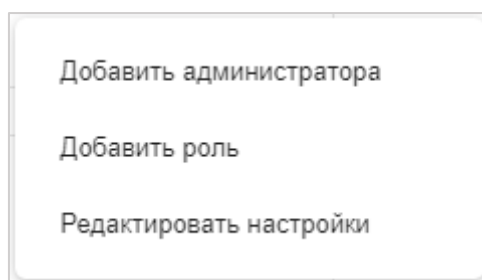 Добавить администратора
Добавить роль
Редактировать настройки